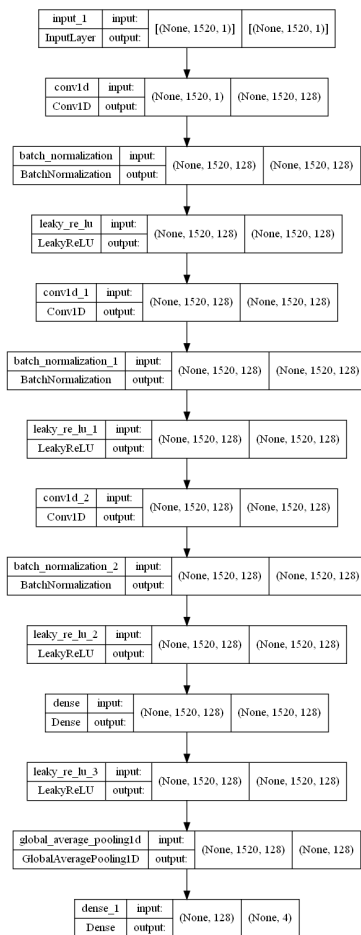 input_1 input: [(None, 1520, 1)] [(None, 1520, 1)]
InputLayer output:
conv1d input: (None, 1520, 1) (None, 1520, 128)
Conv1D output:
batch_normalization input: (None, 1520, 128) (None, 1520, 128)
BatchNormalization output:
leaky_re_lu input: (None, 1520, 128) (None, 1520, 128)
LeakyReLU output:
conv1d_1 input: (None, 1520, 128) (None, 1520, 128)
Conv1D output:
batch_normalization_1 input: (None, 1520, 128) (None, 1520, 128)
BatchNormalization output:
leaky_re_lu_1 input: (None, 1520, 128) (None, 1520, 128)
LeakyReLU output:
conv1d_2 input: (None, 1520, 128) (None, 1520, 128)
Conv1D output:
batch_normalization_2 input: (None, 1520, 128) (None, 1520, 128)
BatchNormalization output:
leaky_re_lu_2 input: (None, 1520, 128) (None, 1520, 128)
LeakyReLU output:
dense input: (None, 1520, 128) (None, 1520, 128)
Dense output:
leaky_re_lu_3 input: (None, 1520, 128) (None, 1520, 128)
LeakyReLU output:
global_average_pooling1d input: (None, 1520, 128) (None, 128)
GlobalAveragePooling1D output:
dense_1 input: (None, 128) (None, 4)
Dense output: